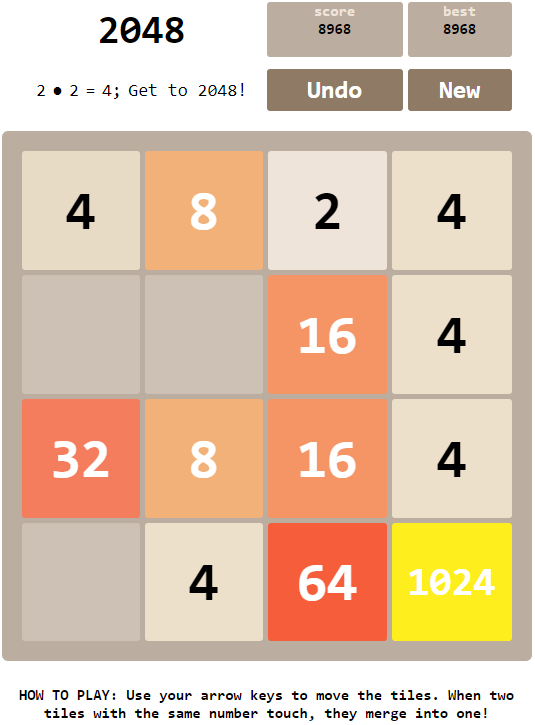 2048
score
8968
best
8968
2 • 2 = 4; Get to 2048!
Undo
New
4 8 2 4
16 4
32 8 16 4
4 64 1024
HOW TO PLAY: Use your arrow keys to move the tiles. When two
tiles with the same number touch, they merge into one!